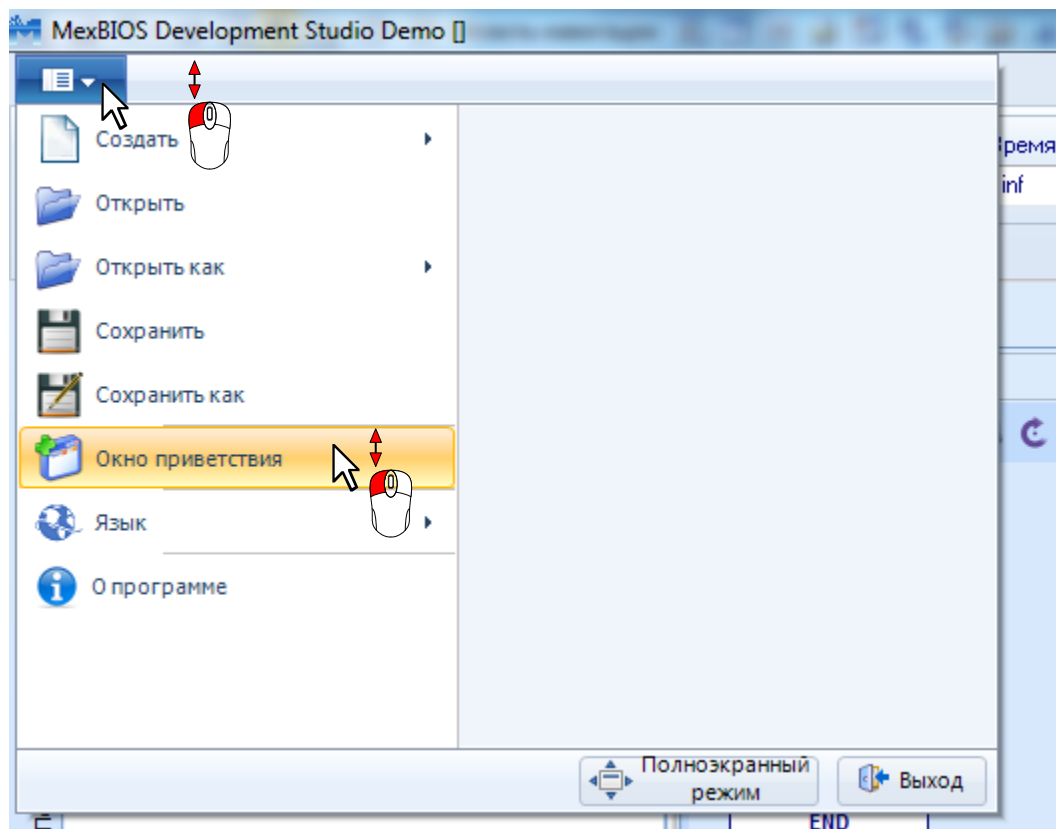 MexBIOS Development Studio Demo []
Создать
Время
inf
Открыть
Открыть как
Сохранить
Сохранить как
Окно приветствия
Язык
О программе
Полноэкранный
режим
Выход
END